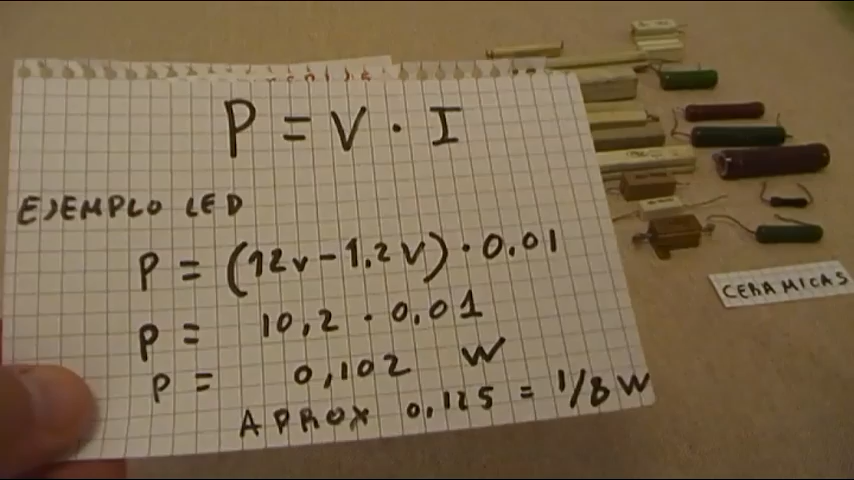 P = V · I
EJEMPLO LED
P = (12v-1.2V) · 0.01
P = 10,2 · 0,01
P = 0,102 W
APROX 0,125 = 1/8 W
CERAMICAS